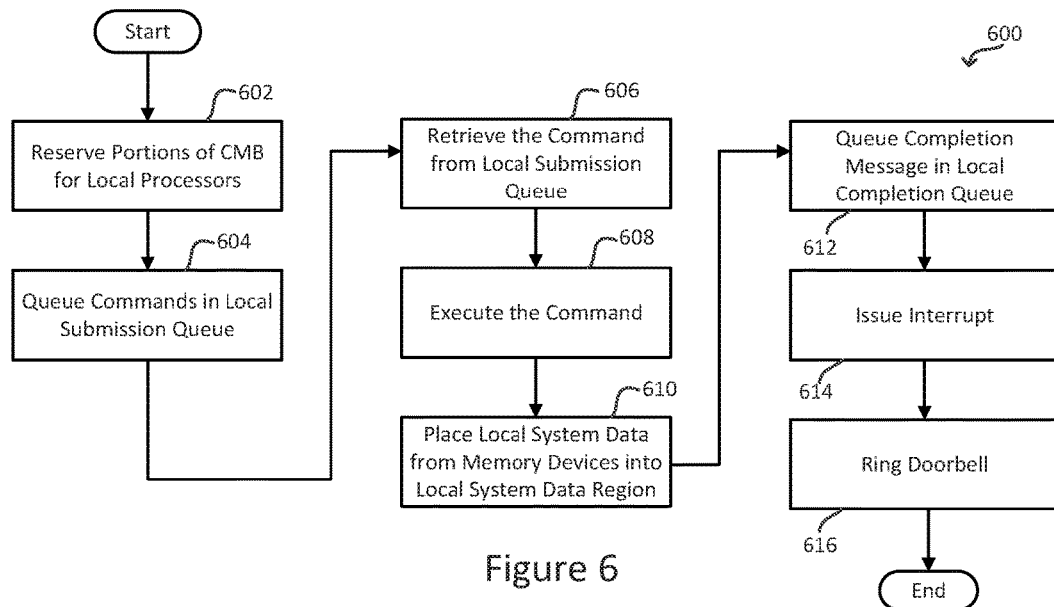 Start
600
602
Reserve Portions of CMB
for Local Processors
604
Queue Commands in Local
Submission Queue
606
Retrieve the Command
from Local Submission
Queue
608
Execute the Command
610
Place Local System Data
from Memory Devices into
Local System Data Region
Queue Completion
Message in Local
Completion Queue
612
Issue Interrupt
614
Ring Doorbell
616
End
Figure 6